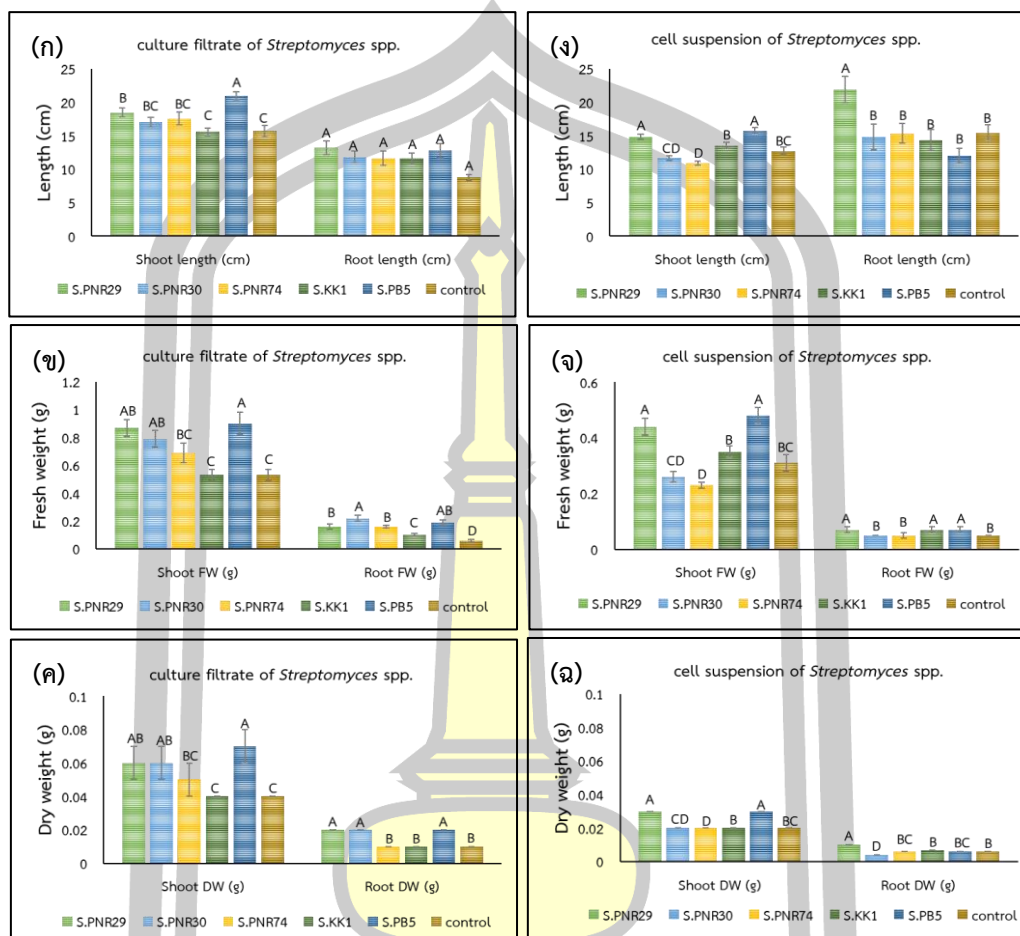 (ก)
culture filtrate of Streptomyces spp.
Length (cm)
25
20
15
10
5
0
B BC BC C A C
A A A A A A
Shoot length (cm) Root length (cm)
S.PNR29 S.PNR30 S.PNR74 S.KK1 S.PB5 control
(ง)
cell suspension of Streptomyces spp.
Length (cm)
25
20
15
10
5
0
A CD D B A BC
A B B B B B
Shoot length (cm) Root length (cm)
S.PNR29 S.PNR30 S.PNR74 S.KK1 S.PB5 control
(ข)
culture filtrate of Streptomyces spp.
Fresh weight (g)
1.2
1
0.8
0.6
0.4
0.2
0
AB AB BC C A C
B A B C AB D
Shoot FW (g) Root FW (g)
S.PNR29 S.PNR30 S.PNR74 S.KK1 S.PB5 control
(จ)
cell suspension of Streptomyces spp.
Fresh weight (g)
0.6
0.4
0.2
0
A CD D B A BC
A B B A A B
Shoot FW (g) Root FW (g)
S.PNR29 S.PNR30 S.PNR74 S.KK1 S.PB5 control
(ค)
culture filtrate of Streptomyces spp.
Dry weight (g)
0.1
0.08
0.06
0.04
0.02
0
AB AB BC C A C
A A B B A B
Shoot DW (g) Root DW (g)
S.PNR29 S.PNR30 S.PNR74 S.KK1 S.PB5 control
(ฉ)
cell suspension of Streptomyces spp.
Dry weight (g)
0.1
0.08
0.06
0.04
0.02
0
A CD D B A BC
A D BC B BC B
Shoot DW (g) Root DW (g)
S.PNR29 S.PNR30 S.PNR74 S.KK1 S.PB5 control